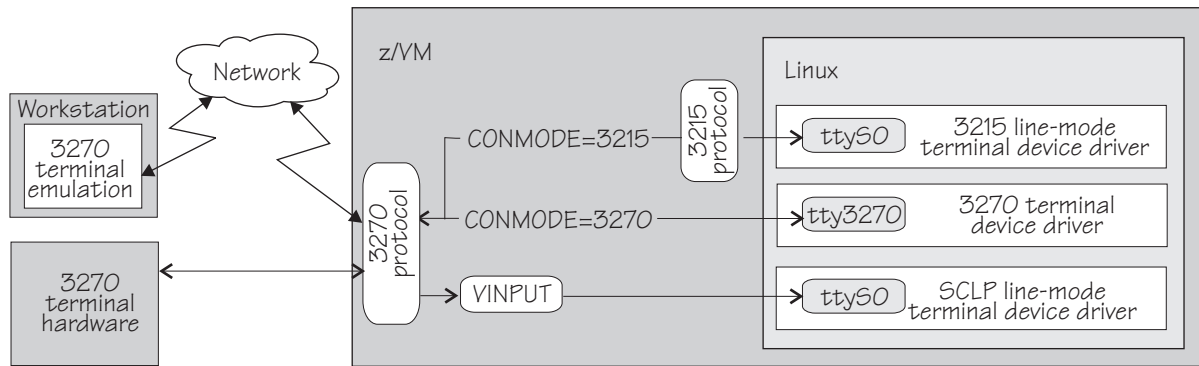 z/VM
Network
Linux
Workstation
3270
terminal
emulation
CONMODE=3215
3215
protocol
ttyS0
3215 line-mode
terminal device driver
3270
protocol
CONMODE=3270
tty3270
3270 terminal
device driver
3270
terminal
hardware
VINPUT
ttyS0
SCLP line-mode
terminal device driver